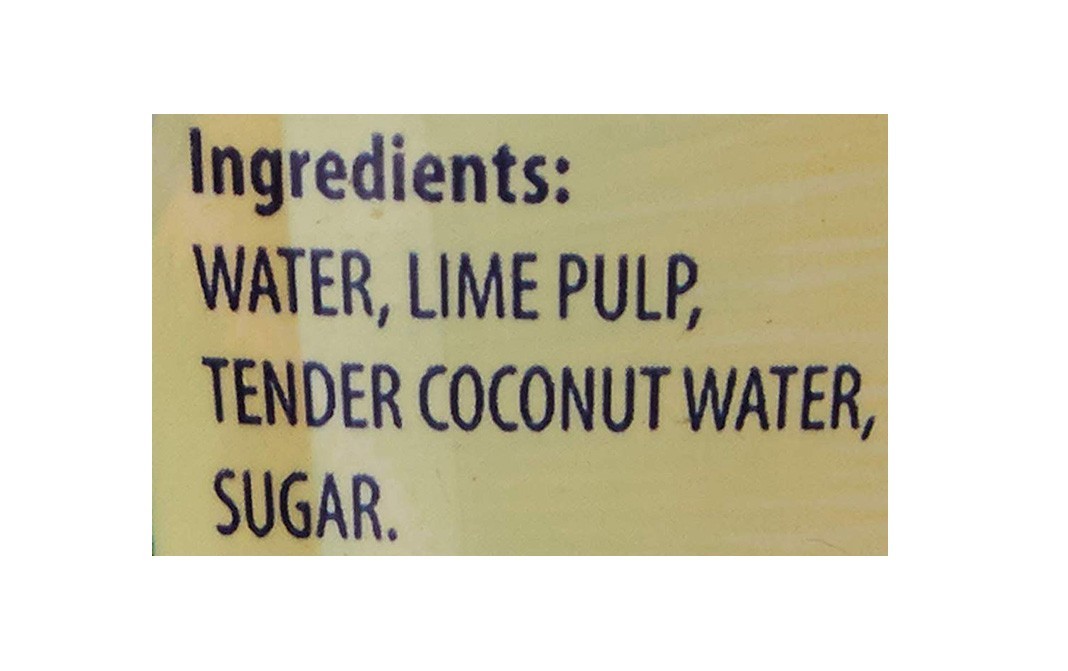 Ingredients:
WATER, LIME PULP,
TENDER COCONUT WATER,
SUGAR.